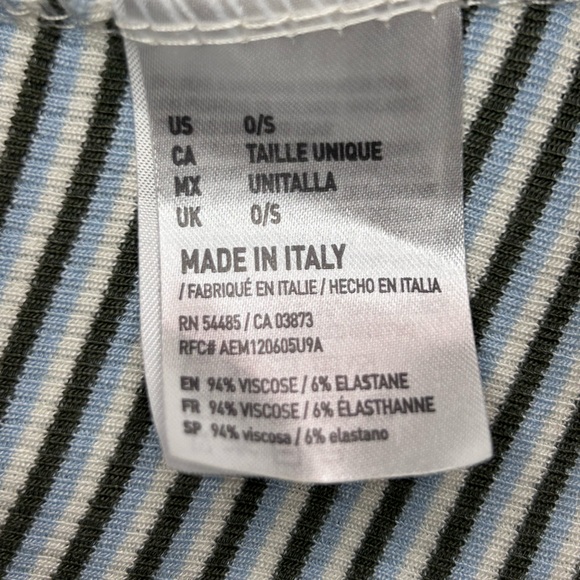 US O/S
CA TAILLE UNIQUE
MX UNITALLA
UK O/S
MADE IN ITALY
/ FABRIQUÉ EN ITALIE / HECHO EN ITALIA
RN 54485 / CA 03873
RFC# AEM120605U9A
EN 94% VISCOSE / 6% ELASTANE
FR 94% VISCOSE / 6% ÉLASTHANNE
SP 94% viscosa / 6% elastano